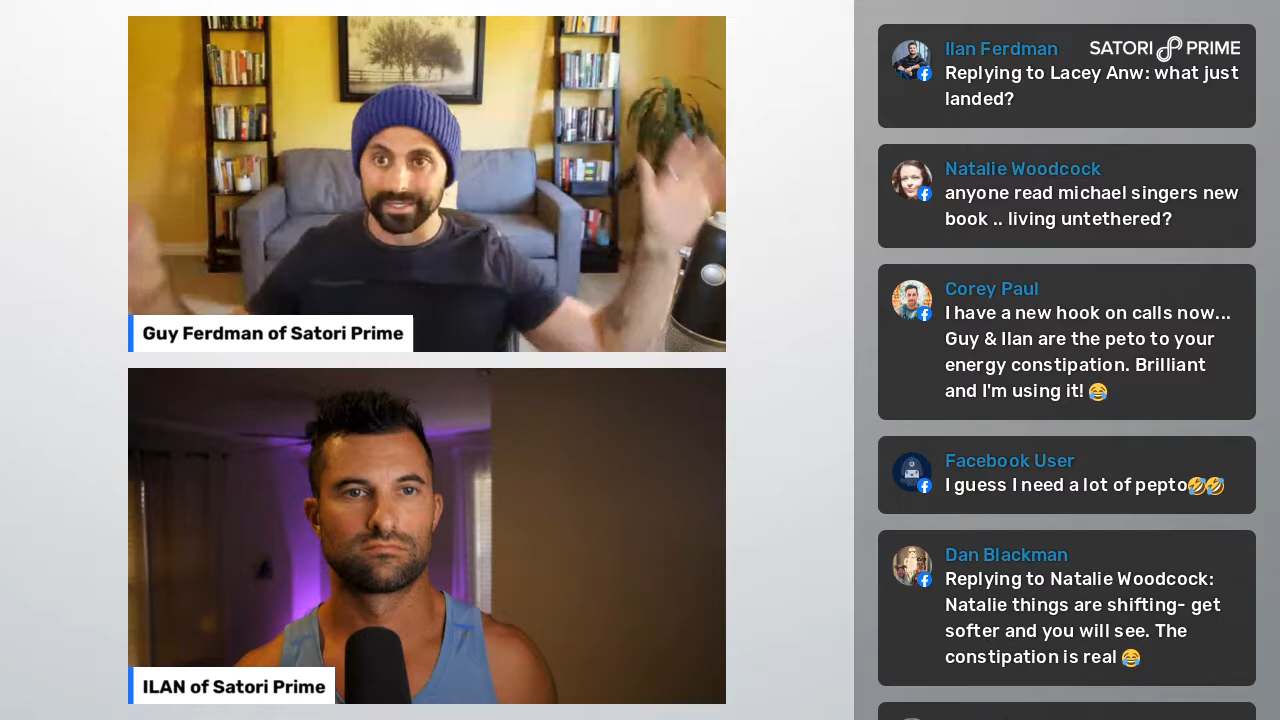 Guy Ferdman of Satori Prime
ILAN of Satori Prime
SATORI PRIME
Ilan Ferdman
Replying to Lacey Anw: what just
landed?
Natalie Woodcock
anyone read michael singers new
book .. living untethered?
Corey Paul
I have a new hook on calls now...
Guy & Ilan are the peto to your
energy constipation. Brilliant
and I'm using it! 😂
Facebook User
I guess I need a lot of pepto🤣🤣
Dan Blackman
Replying to Natalie Woodcock:
Natalie things are shifting- get
softer and you will see. The
constipation is real 😂